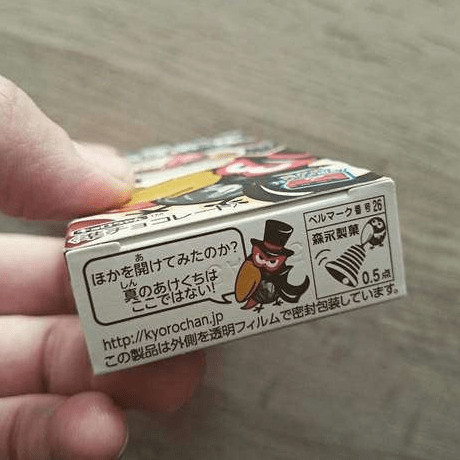 チョコレート
ほかを開けてみたのか?
真のあけぐちは
ここではない!
http://kyorochan.jp
この製品は外側を透明フィルムで密封包装しています。
ベルマーク番号26
森永製菓
0.5点